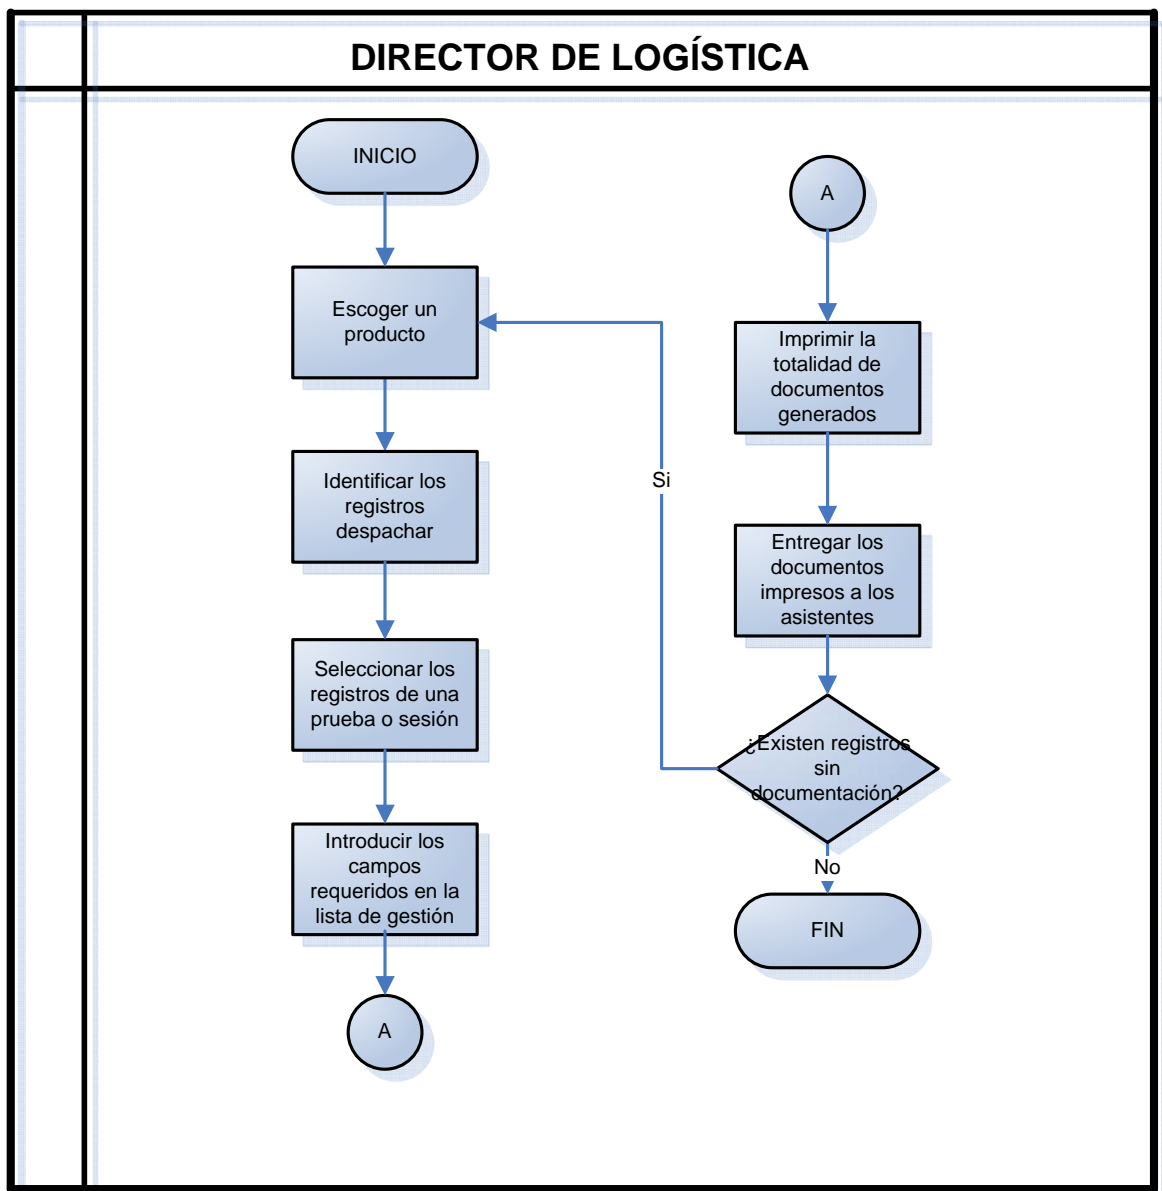 DIRECTOR DE LOGÍSTICA
INICIO
Escoger un
producto
Identificar los
registros
despachar
Seleccionar los
registros de una
prueba o sesión
Introducir los
campos
requeridos en la
lista de gestión
A
A
Imprimir la
totalidad de
documentos
generados
Entregar los
documentos
impresos a los
asistentes
¿Existen registros
sin
documentación?
Si
No
FIN